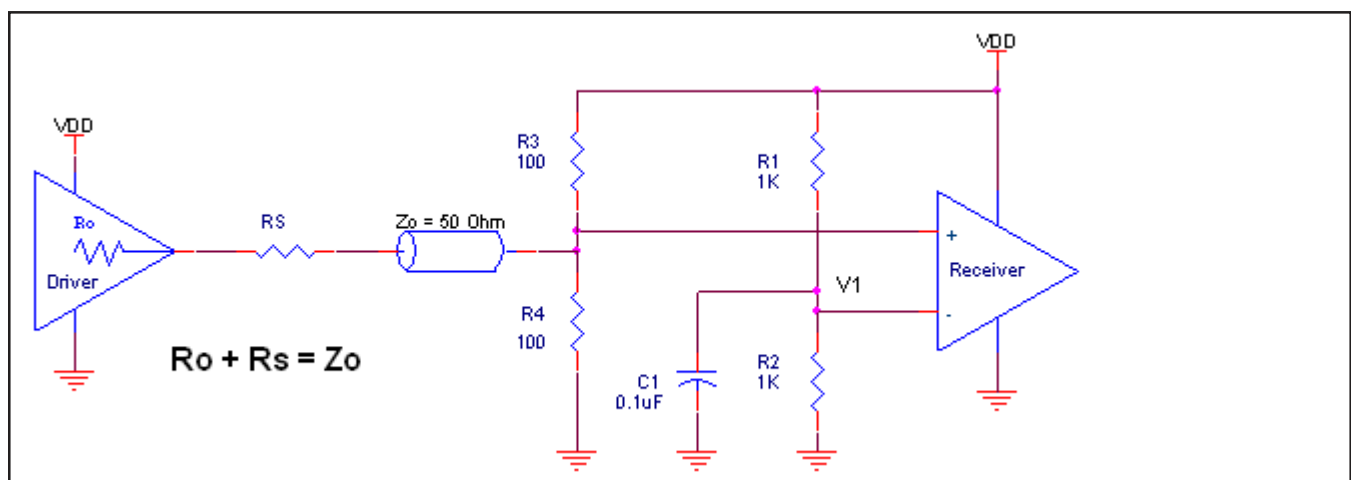 VDD
VDD
R3
100
R1
1K
Ro
RS
Zo = 50 Ohm
+
Driver
Receiver
V1
-
R4
100
Ro + Rs = Zo
C1
0.1uF
R2
1K